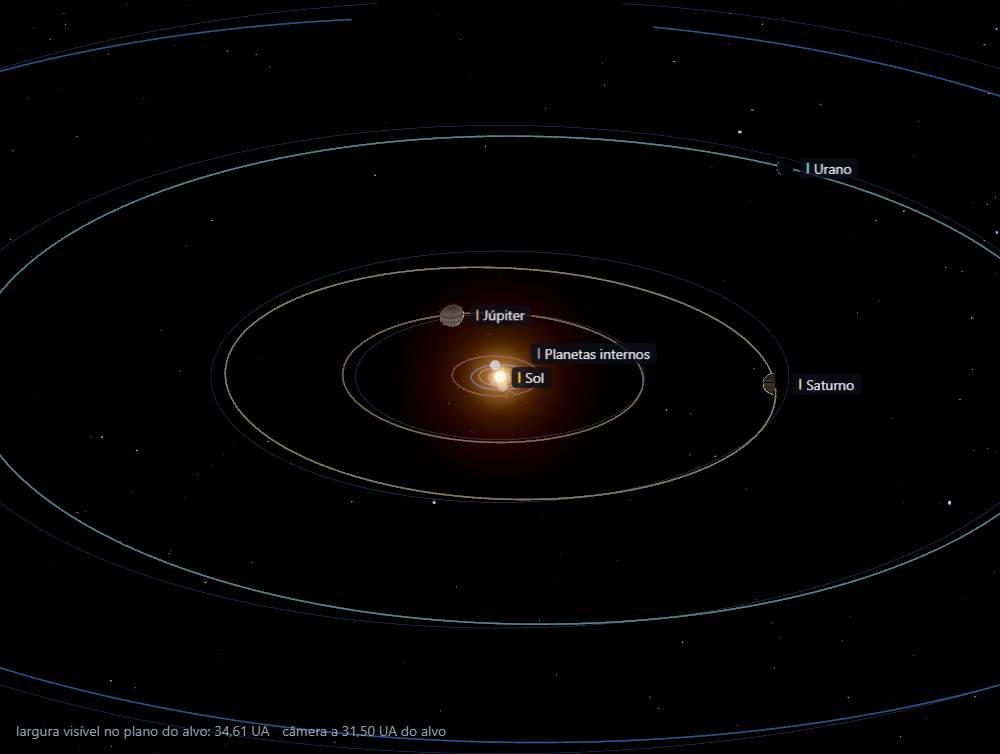 Urano
Júpiter
Planetas internos
Sol
Saturno
largura visível no plano do alvo: 34,61 UA câmera a 31,50 UA do alvo